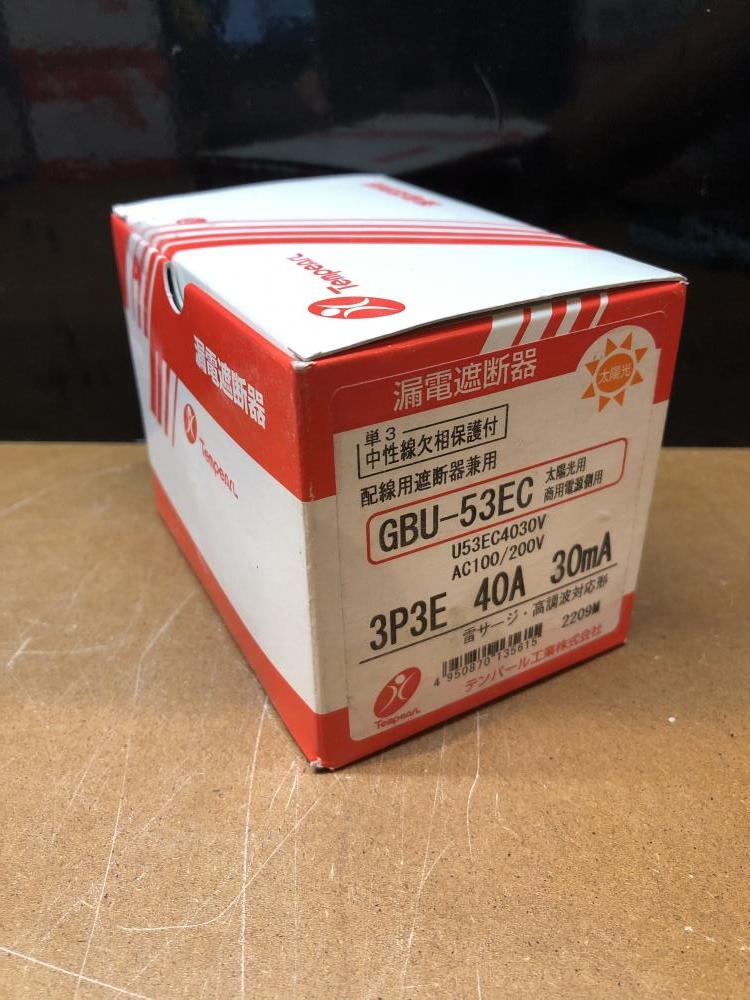 Tempearl
漏電遮断器
Tempearl
漏電遮断器
太陽光
単3
中性線欠相保護付
配線用遮断器兼用
GBU-53EC
太陽光用
商用電源側用
U53EC4030V
AC100/200V
3P3E 40A 30mA
雷サージ・高調波対応形
2209M
4 950870 135615
テンパール工業株式会社
Tempearl